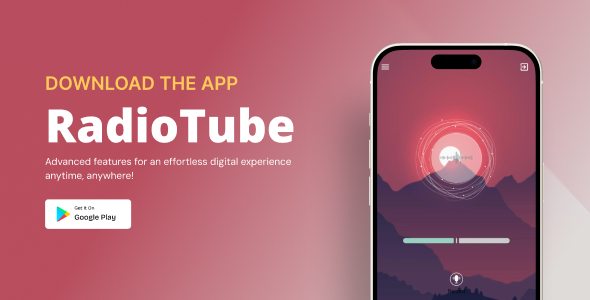 DOWNLOAD THE APP
RadioTube
Advanced features for an effortless digital experience
anytime, anywhere!
Get It On
Google Play